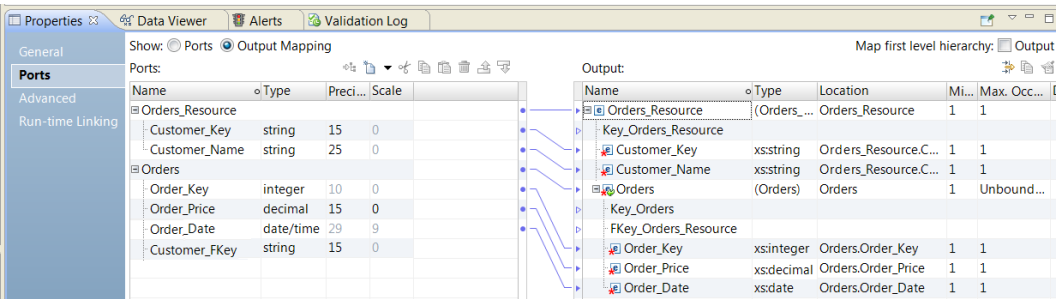 Properties Data Viewer Alerts Validation Log
General
Ports
Advanced
Run-time Linking
Show: Ports Output Mapping Map first level hierarchy: Output
Ports: Output:
Name Type Preci... Scale Name Type Location Mi... Max. Occ... D
Orders_Resource Orders_Resource (Orders_... Orders_Resource 1 1
Customer_Key string 15 0 Key_Orders_Resource
Customer_Name string 25 0 Customer_Key xs:string Orders_Resource.C... 1 1
Orders Customer_Name xs:string Orders_Resource.C... 1 1
Order_Key integer 10 0 Orders (Orders) Orders 1 Unbound...
Order_Price decimal 15 0 Key_Orders
Order_Date date/time 29 9 FKey_Orders_Resource
Customer_FKey string 15 0 Order_Key xs:integer Orders.Order_Key 1 1
Order_Price xs:decimal Orders.Order_Price 1 1
Order_Date xs:date Orders.Order_Date 1 1